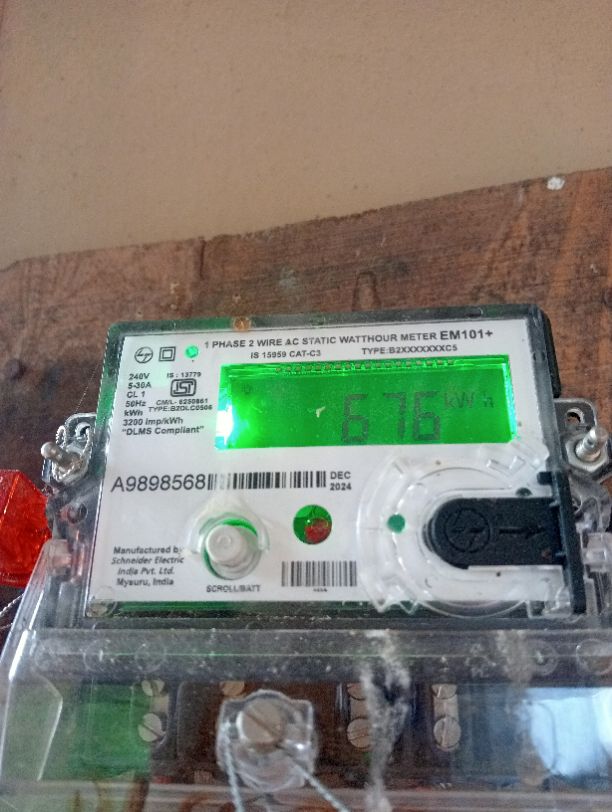 1 PHASE 2 WIRE AC STATIC WATTHOUR METER EM101+
IS 15959 CAT-C3 TYPE:B2XXXXXXXC5
240V IS : 13779
5-30A
CL 1 ISI
50Hz CM/L- 6250861
kWh TYPE:B2DLC0506
3200 imp/kWh
"DLMS Compliant"
676 kWh
A9898568 DEC
2024
Manufactured by
Schneider Electric
India Pvt. Ltd.
Mysuru, India
SCROLL/BATT